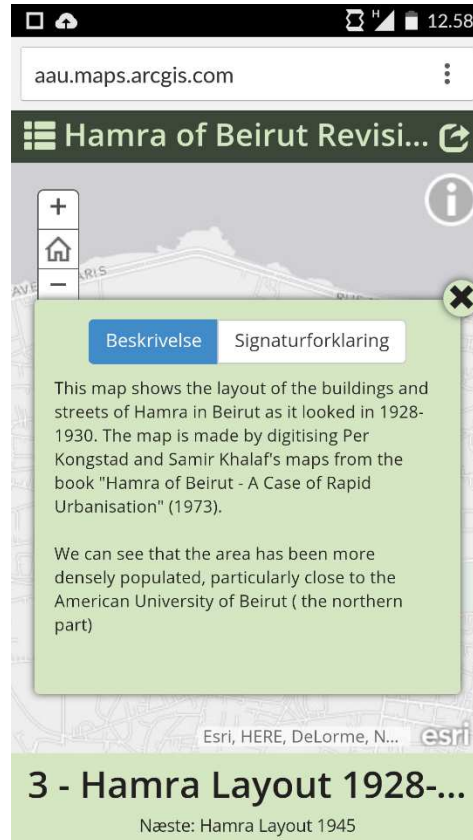 H 12.58
aau.maps.arcgis.com
Hamra of Beirut Revisi...
+
−
PARIS
Beskrivelse Signaturforklaring
This map shows the layout of the buildings and
streets of Hamra in Beirut as it looked in 1928-
1930. The map is made by digitising Per
Kongstad and Samir Khalaf's maps from the
book "Hamra of Beirut - A Case of Rapid
Urbanisation" (1973).
We can see that the area has been more
densely populated, particularly close to the
American University of Beirut ( the northern
part)
Esri, HERE, DeLorme, N... esri
3 - Hamra Layout 1928-...
Næste: Hamra Layout 1945